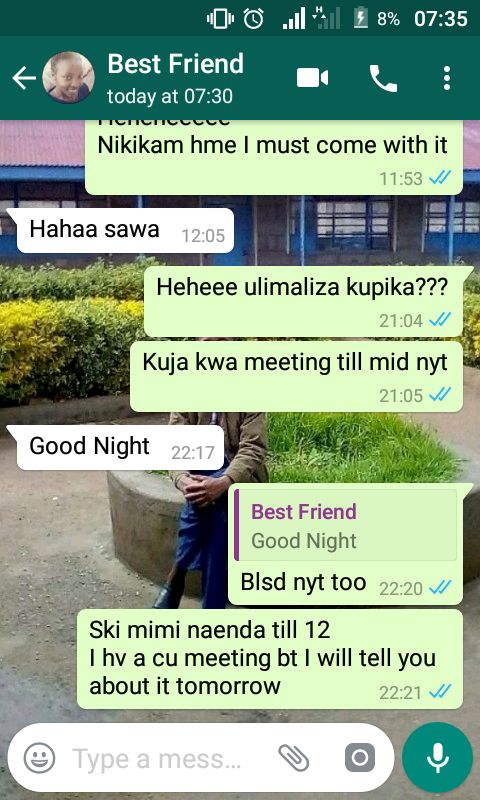 H
8% 07:35
Best Friend
today at 07:30
Nikikam hme I must come with it
11:53
Hahaa sawa 12:05
Heheee ulimaliza kupika???
21:04
Kuja kwa meeting till mid nyt
21:05
Good Night 22:17
Best Friend
Good Night
Blsd nyt too 22:20
Ski mimi naenda till 12
I hv a cu meeting bt I will tell you
about it tomorrow 22:21
Type a mess...